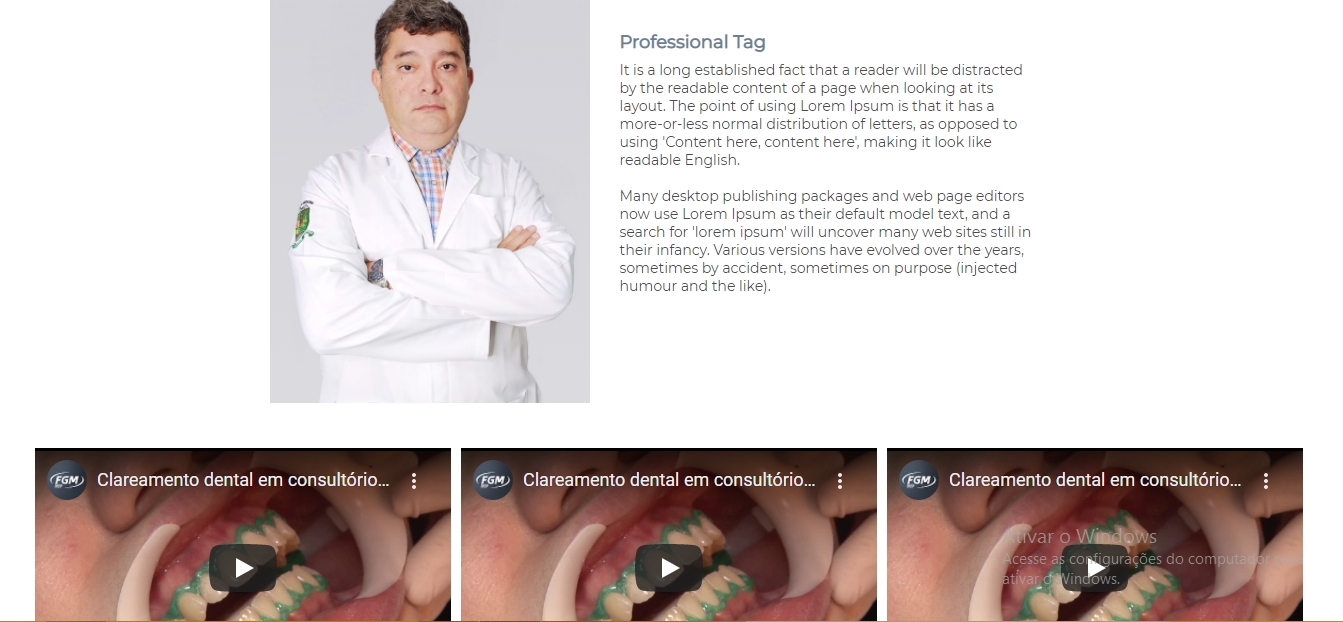 Professional Tag
It is a long established fact that a reader will be distracted
by the readable content of a page when looking at its
layout. The point of using Lorem Ipsum is that it has a
more-or-less normal distribution of letters, as opposed to
using 'Content here, content here', making it look like
readable English.
Many desktop publishing packages and web page editors
now use Lorem Ipsum as their default model text, and a
search for 'lorem ipsum' will uncover many web sites still in
their infancy. Various versions have evolved over the years,
sometimes by accident, sometimes on purpose (injected
humour and the like).
FGM Clareamento dental em consultório...
FGM Clareamento dental em consultório...
FGM Clareamento dental em consultório...
Ativar o Windows
Acesse as configurações do computador
ativar o Windows.